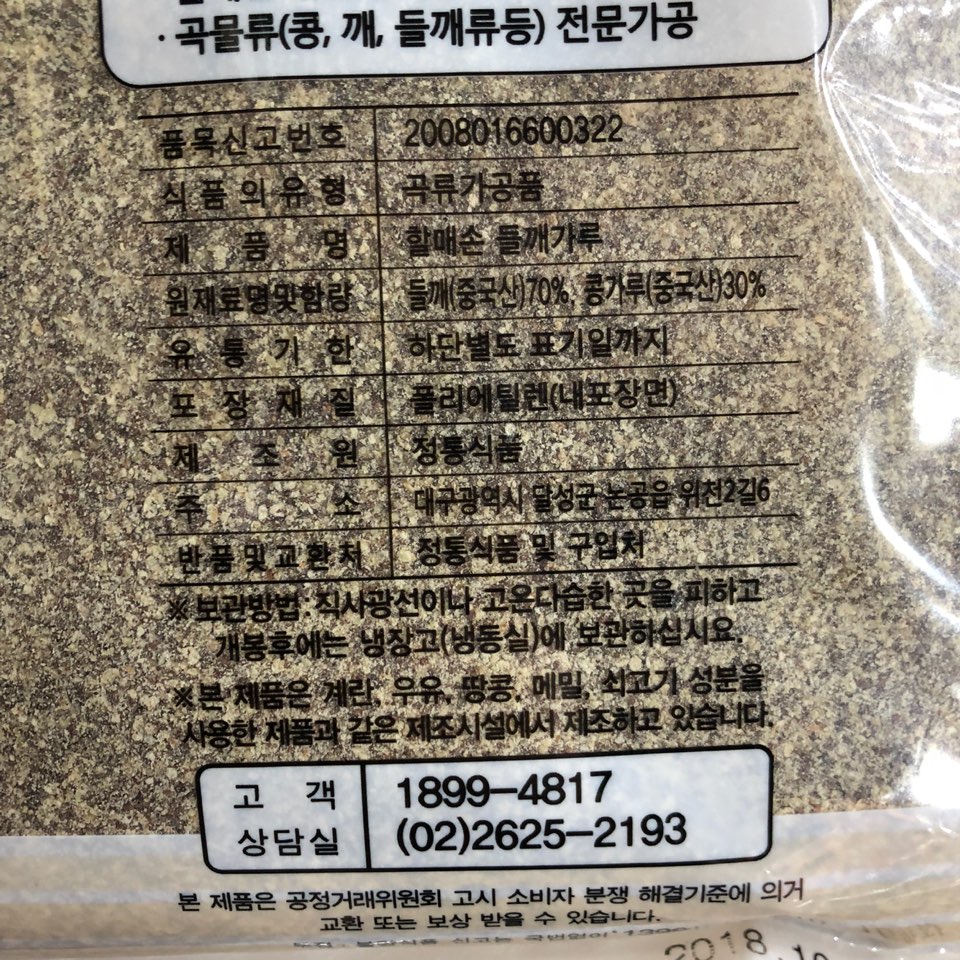 · 곡물류(콩, 깨, 들깨류등) 전문가공
품목신고번호 2008016600322
식품의유형 곡류가공품
제품명 할매손 들깨가루
원재료명및함량 들깨(중국산)70%, 콩가루(중국산)30%
유통기한 하단별도 표기일까지
포장재질 폴리에틸렌(내포장면)
제조원 정통식품
주소 대구광역시 달성군 논공읍 위천2길6
반품및교환처 정통식품 및 구입처
※보관방법:직사광선이나 고온다습한 곳을 피하고
개봉후에는 냉장고(냉동실)에 보관하십시요.
※본 제품은 계란, 우유, 땅콩, 메밀, 쇠고기 성분을
사용한 제품과 같은 제조시설에서 제조하고 있습니다.
고객 1899-4817
상담실 (02)2625-2193
본 제품은 공정거래위원회 고시 소비자 분쟁 해결기준에 의거
교환 또는 보상 받을 수 있습니다.
2018